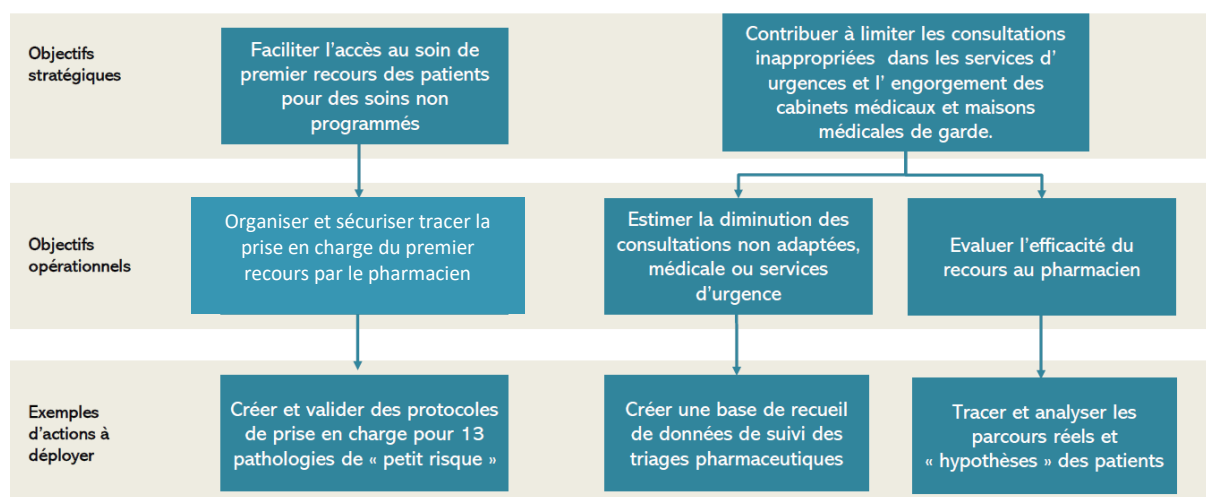 Objectifs
stratégiques
Faciliter l’accès au soin de
premier recours des patients
pour des soins non
programmés
Contribuer à limiter les consultations
inappropriées dans les services d’
urgences et l’ engorgement des
cabinets médicaux et maisons
médicales de garde.
Objectifs
opérationnels
Organiser et sécuriser tracer la
prise en charge du premier
recours par le pharmacien
Estimer la diminution des
consultations non adaptées,
médicale ou services
d’urgence
Evaluer l’efficacité du
recours au pharmacien
Exemples
d’actions à
déployer
Créer et valider des protocoles
de prise en charge pour 13
pathologies de « petit risque »
Créer une base de recueil
de données de suivi des
triages pharmaceutiques
Tracer et analyser les
parcours réels et
« hypothèses » des patients